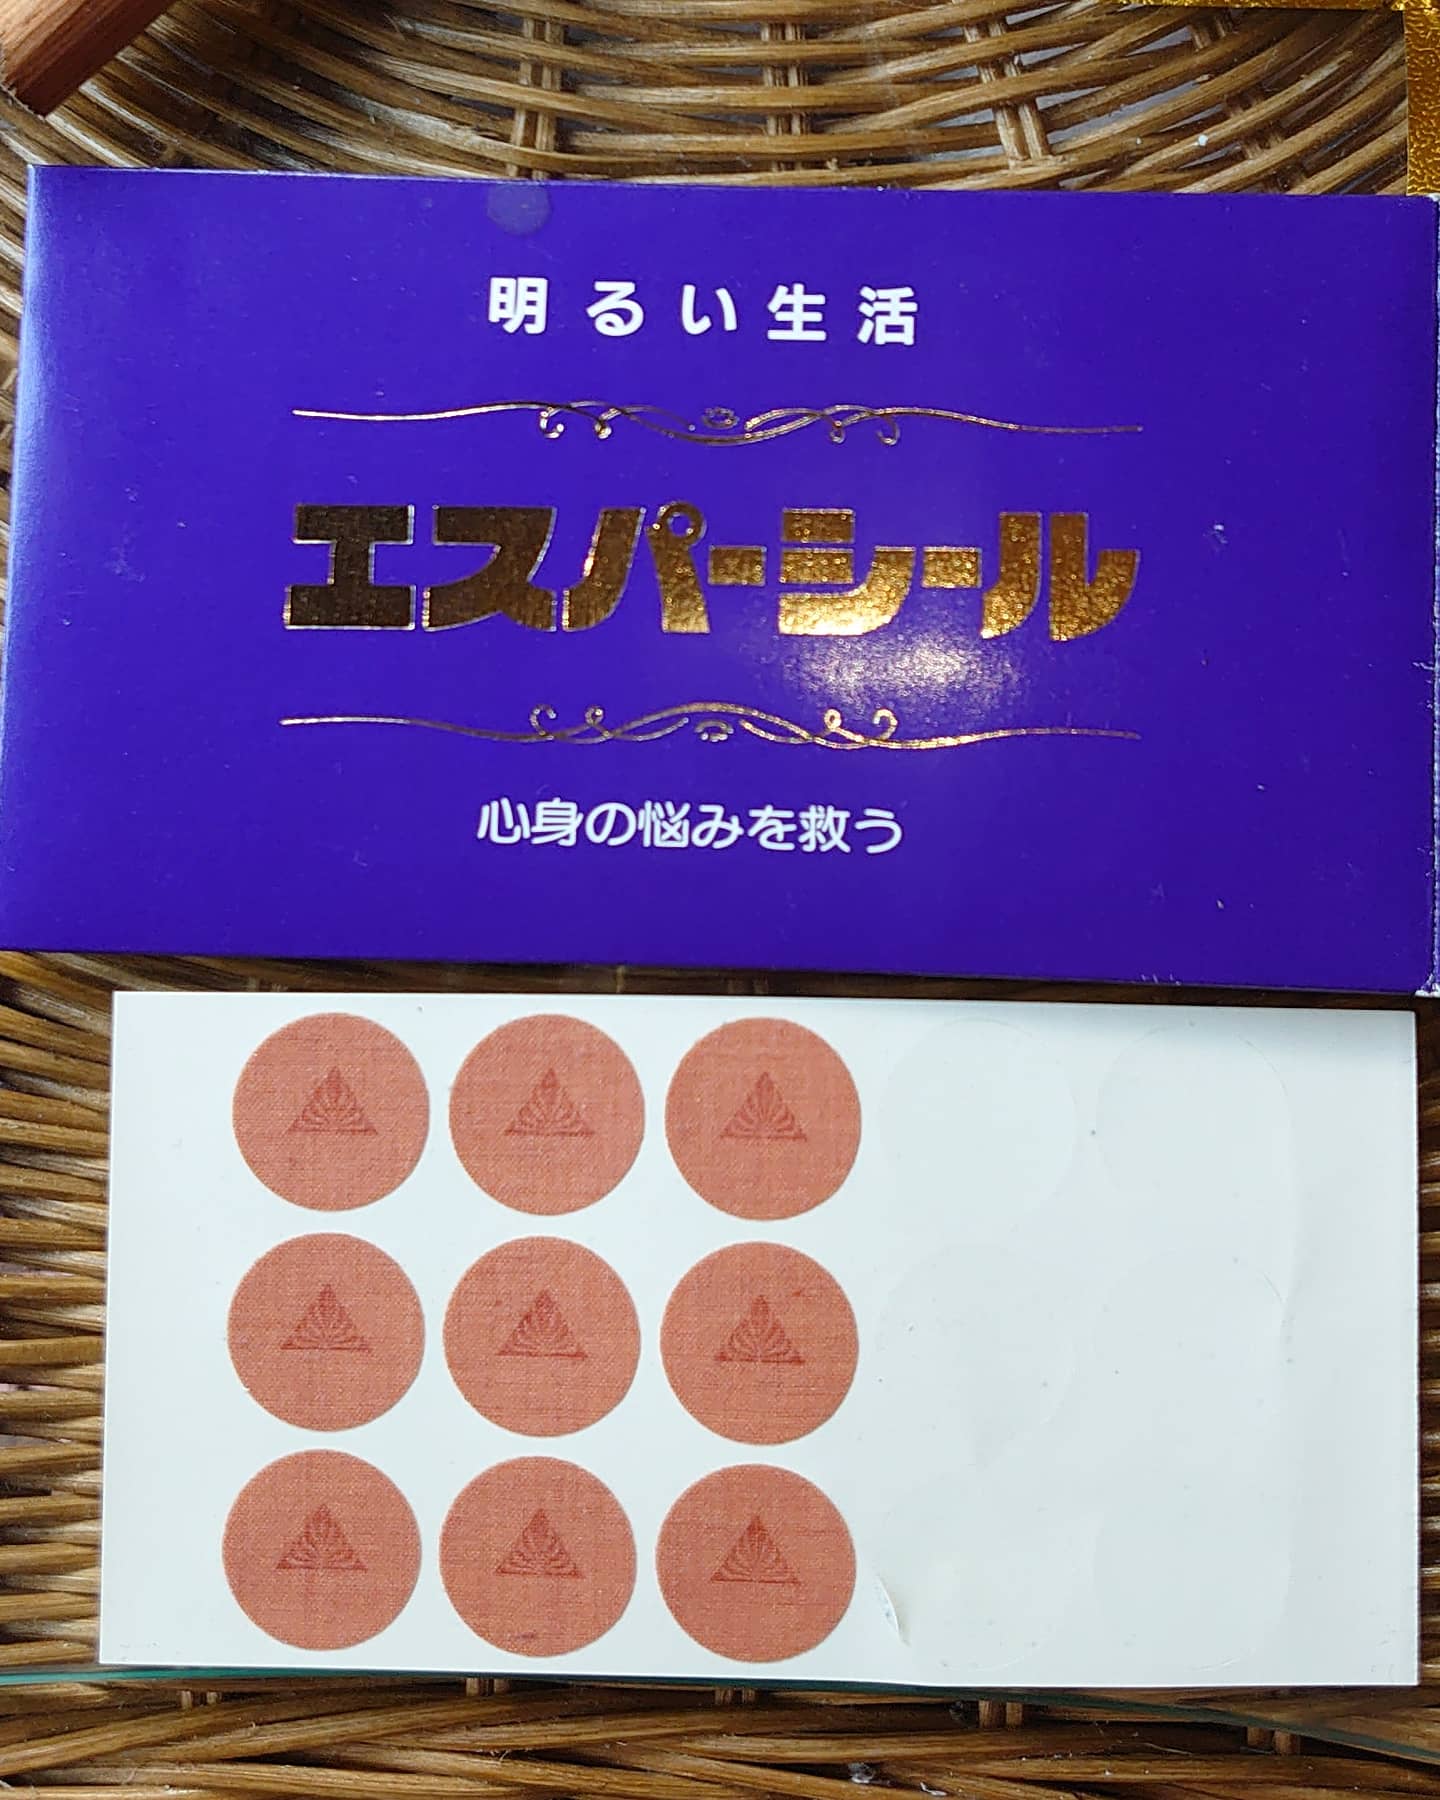 明るい生活
エスパーシール
心身の悩みを救う